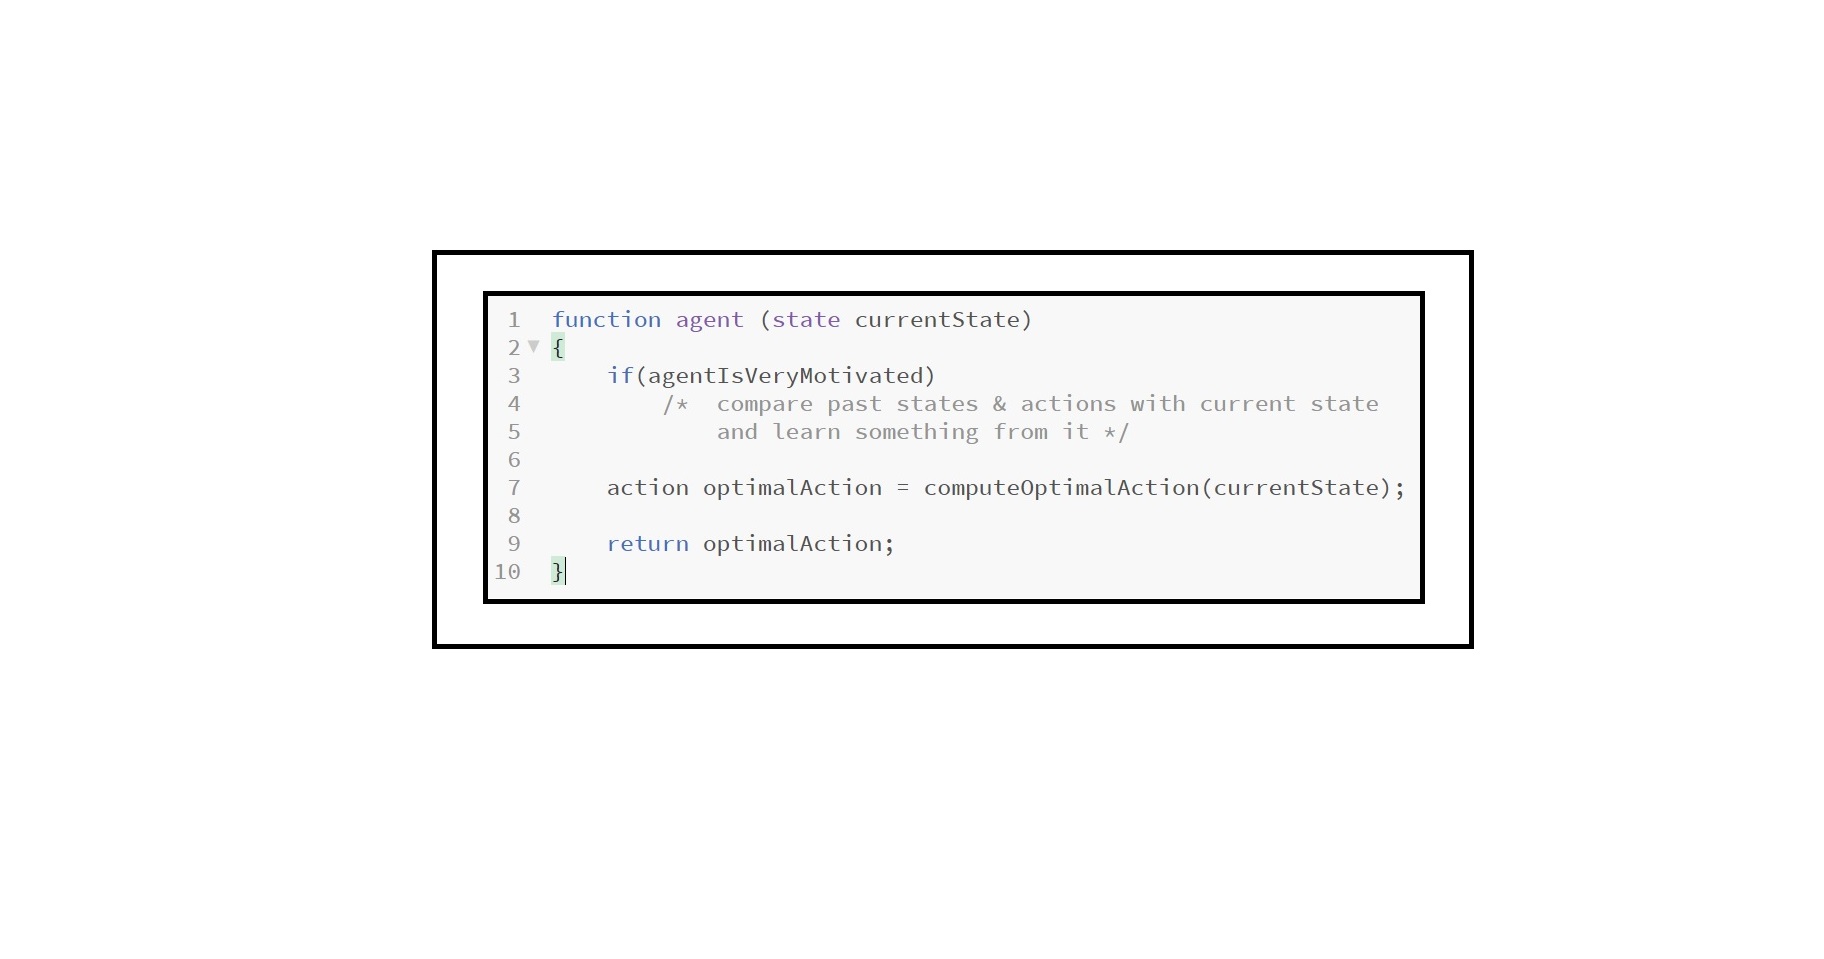 1 function agent (state currentState)
2 {
3 if(agentIsVeryMotivated)
4 /* compare past states & actions with current state
5 and learn something from it */
6
7 action optimalAction = computeOptimalAction(currentState);
8
9 return optimalAction;
10 }